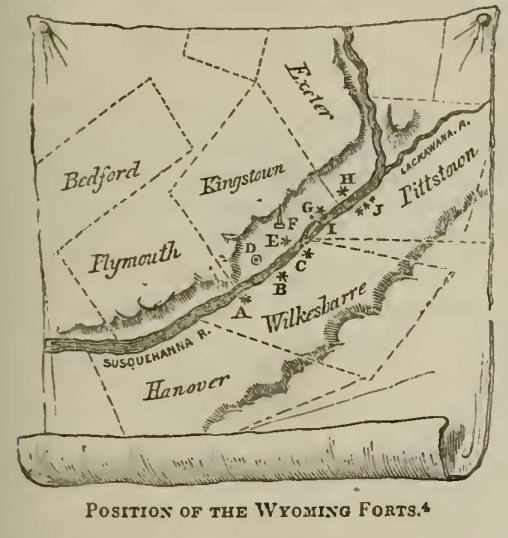 Exeter
Bedford
Kingstown
LACKAWANA. R.
Pittstown
H
G
J
F
I
E
D
C
Plymouth
B
A
Wilkesbarre
SUSQUEHANNA R.
Hanover
POSITION OF THE WYOMING FORTS.⁴